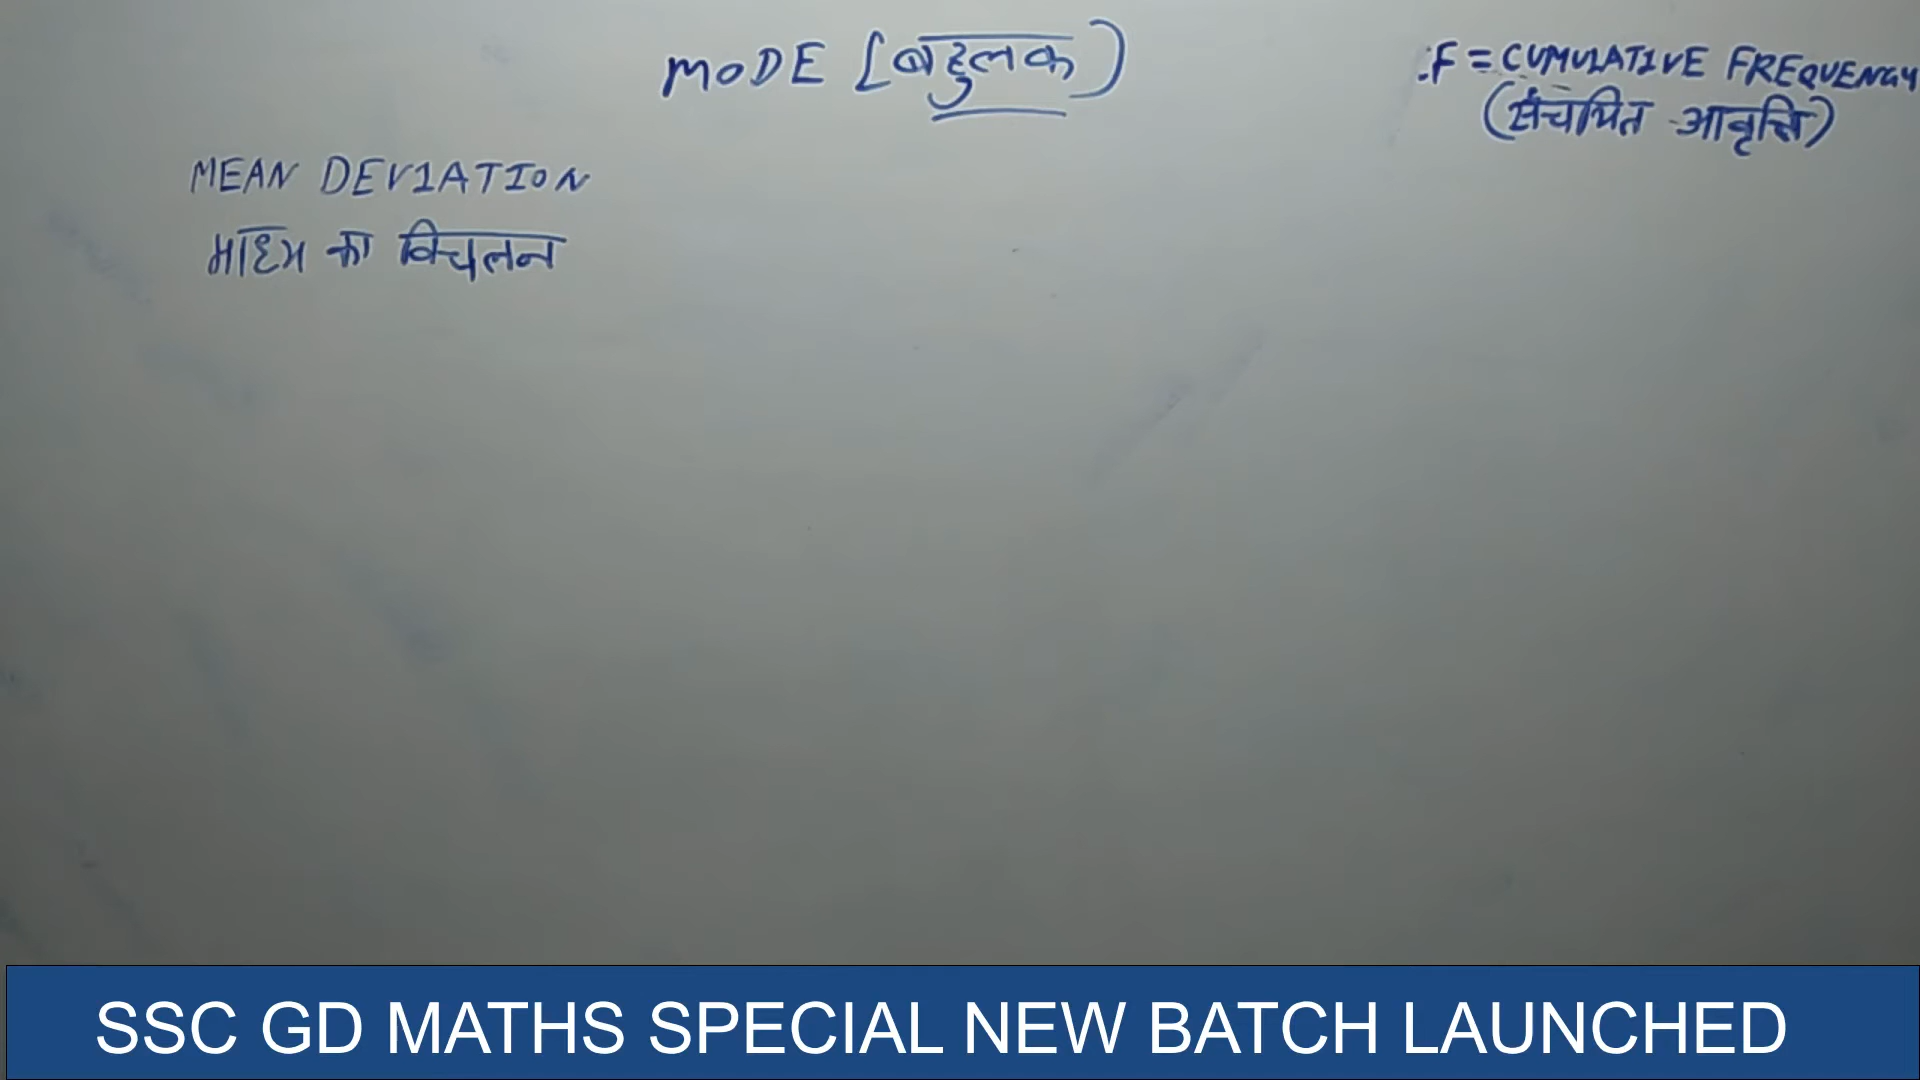 MODE [बहुलक)
.F = CUMULATIVE FREQUENCY
(संचयित आवृत्ति)
MEAN DEVIATION
माध्य का विचलन
SSC GD MATHS SPECIAL NEW BATCH LAUNCHED